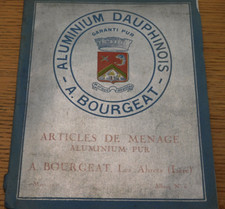 ALUMINIUM DAUPHINOIS
GARANTI PUR
A. BOURGEAT
ARTICLES DE MENAGE
ALUMINIUM PUR
A. BOURGEAT, Les Abrets (Isère)